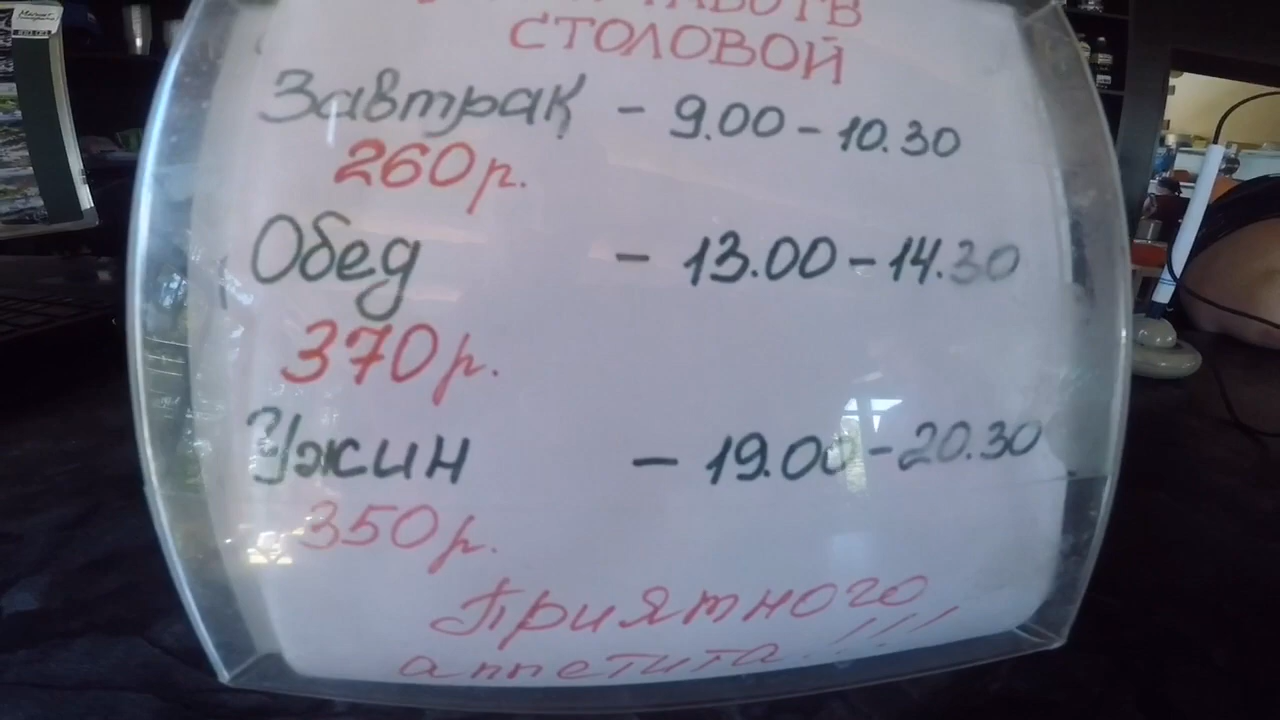 СТОЛОВОЙ
Завтрак - 9.00 - 10.30
260р.
Обед - 13.00 - 14.30
370р.
Ужин - 19.00 - 20.30
350р.
Приятного
аппетита!!!